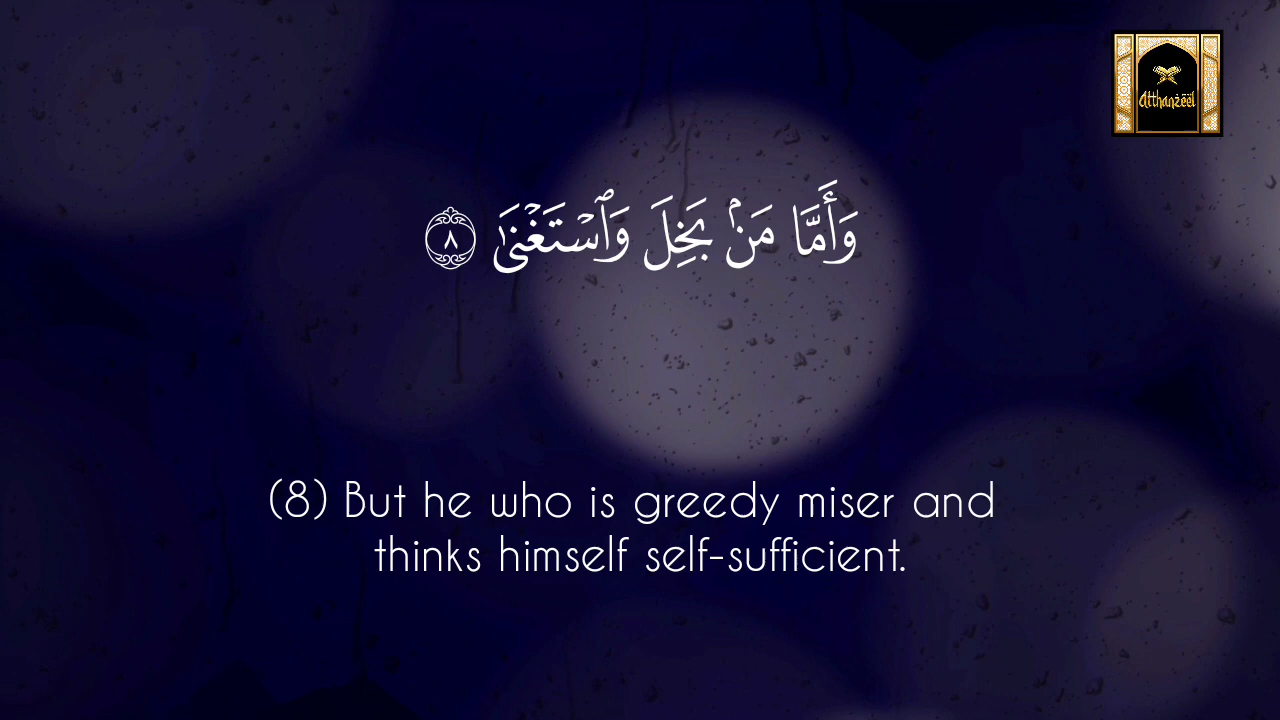 Atthanzeel
وَأَمَّا مَنۢ بَخِلَ وَٱسۡتَغۡنَىٰ ٨
(8) But he who is greedy miser and
thinks himself self-sufficient.